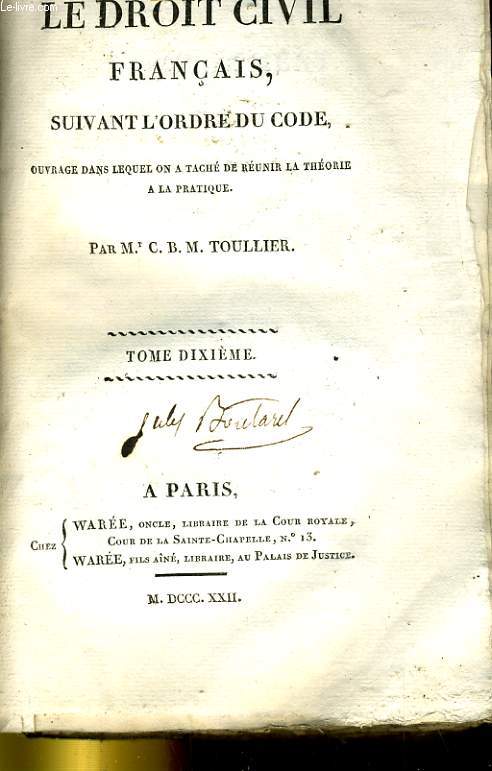 © Le-livre.com
LE DROIT CIVIL
FRANÇAIS,
SUIVANT L'ORDRE DU CODE,
OUVRAGE DANS LEQUEL ON A TACHÉ DE RÉUNIR LA THÉORIE
A LA PRATIQUE.
PAR M.r C. B. M. TOULLIER.
TOME DIXIÈME.
A PARIS,
CHEZ
WARÉE, ONCLE, LIBRAIRE DE LA COUR ROYALE,
COUR DE LA SAINTE-CHAPELLE, N.º 13.
WARÉE, FILS AÎNÉ, LIBRAIRE, AU PALAIS DE JUSTICE.
M. DCCC. XXII.